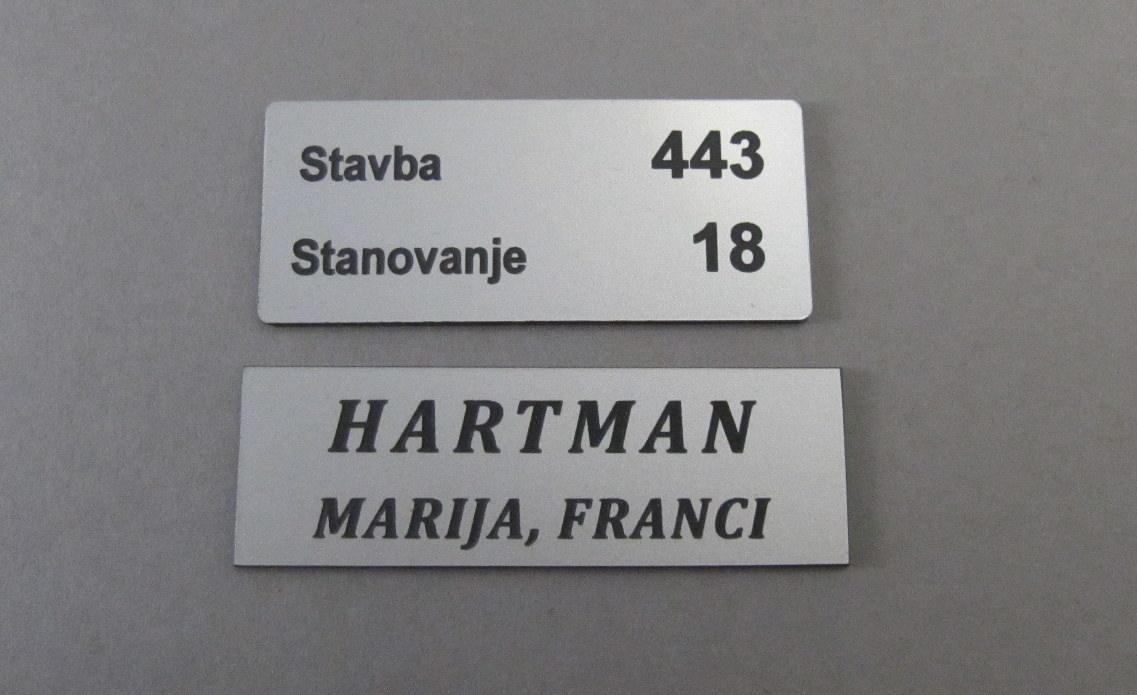 Stavba 443
Stanovanje 18
HARTMAN
MARIJA, FRANCI